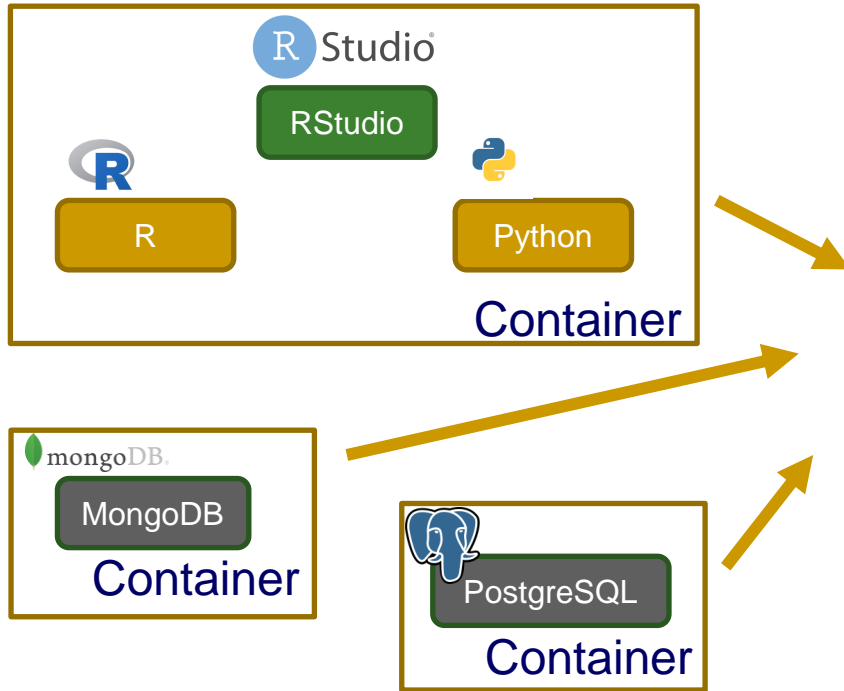 R Studio®
RStudio
R
R
Python
Container
mongoDB.
MongoDB
Container
PostgreSQL
Container